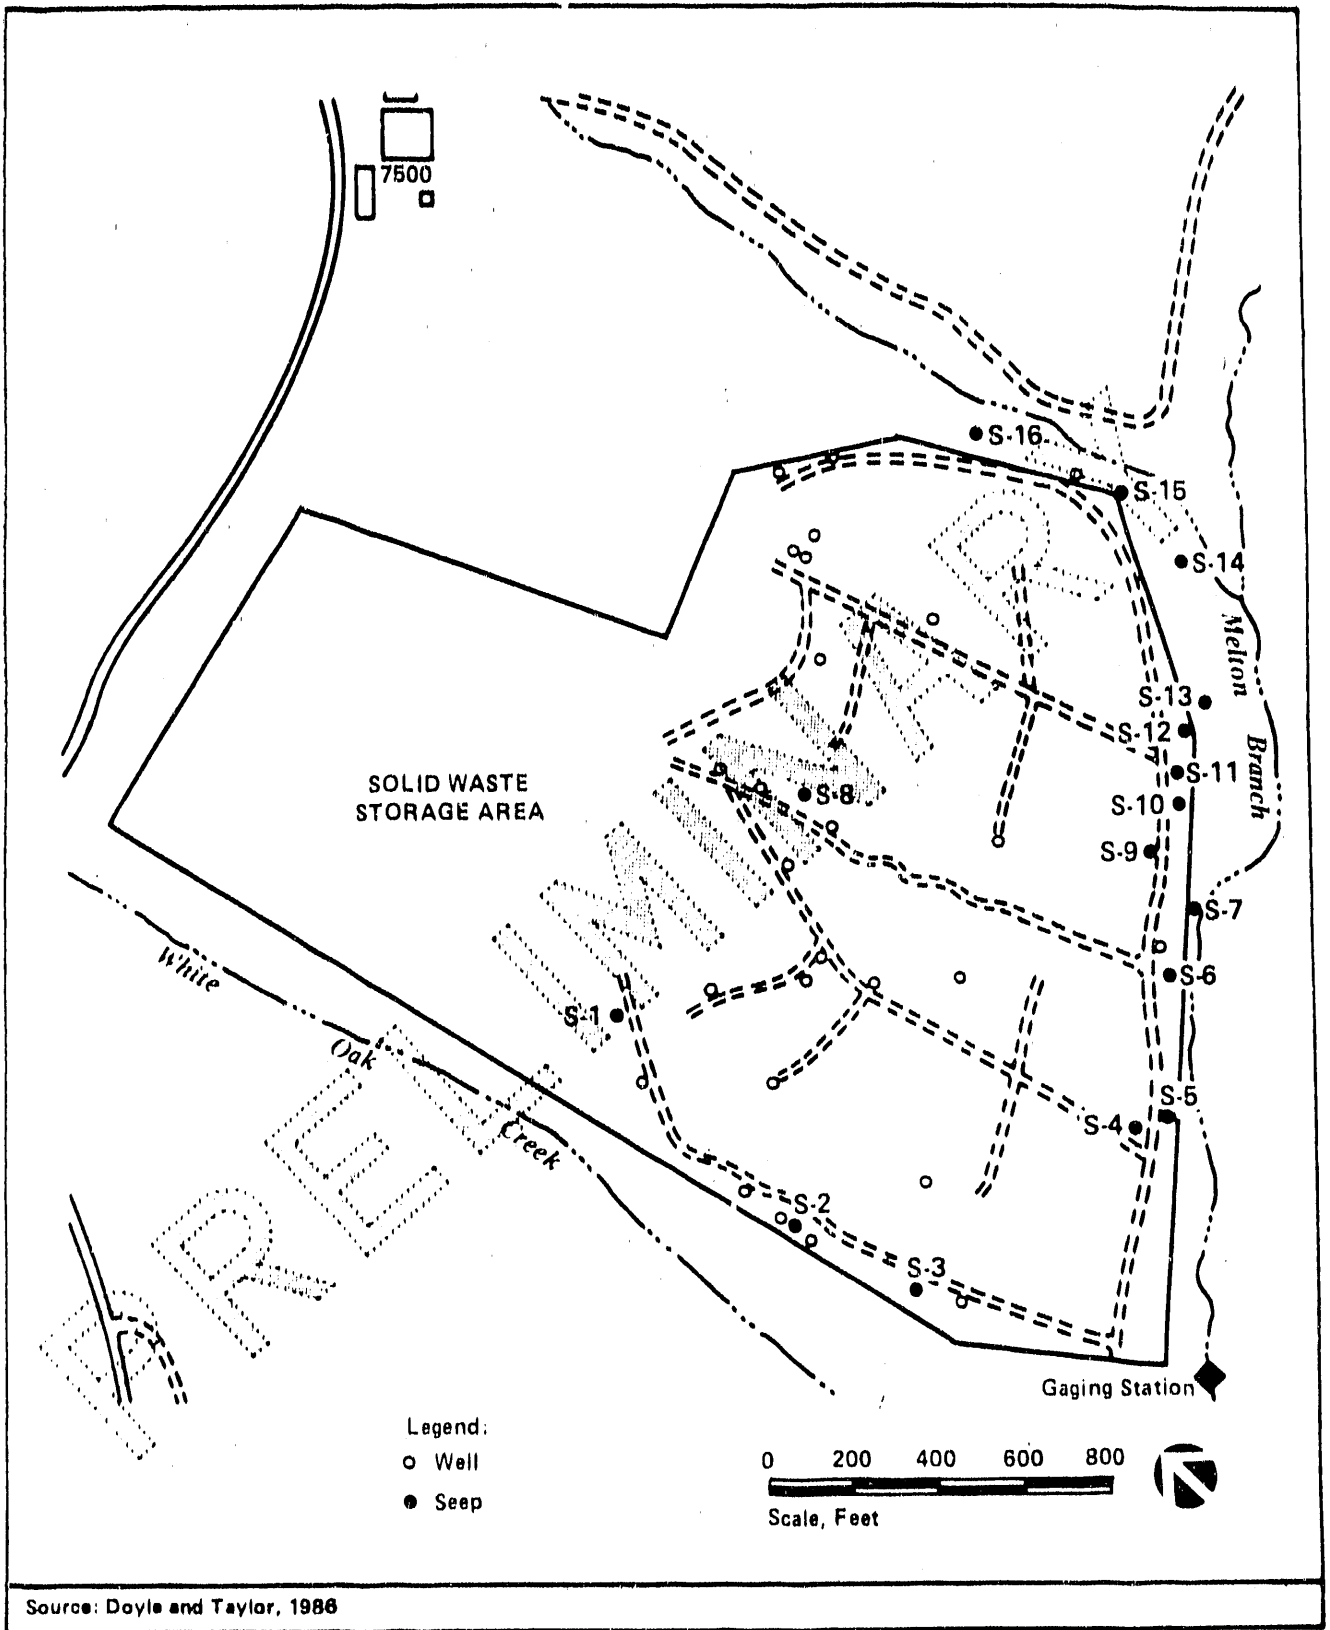 7500
S-16
S-15
S-14
Melton
Branch
S-13
S-12
S-11
S-10
S-9
S-8
S-7
S-6
S-5
S-4
SOLID WASTE
STORAGE AREA
White
Oak
Creek
S-1
S-2
S-3
PRELIMINARY
Gaging Station
Legend:
Well
Seep
0 200 400 600 800
Scale, Feet
Source: Doyle and Taylor, 1986